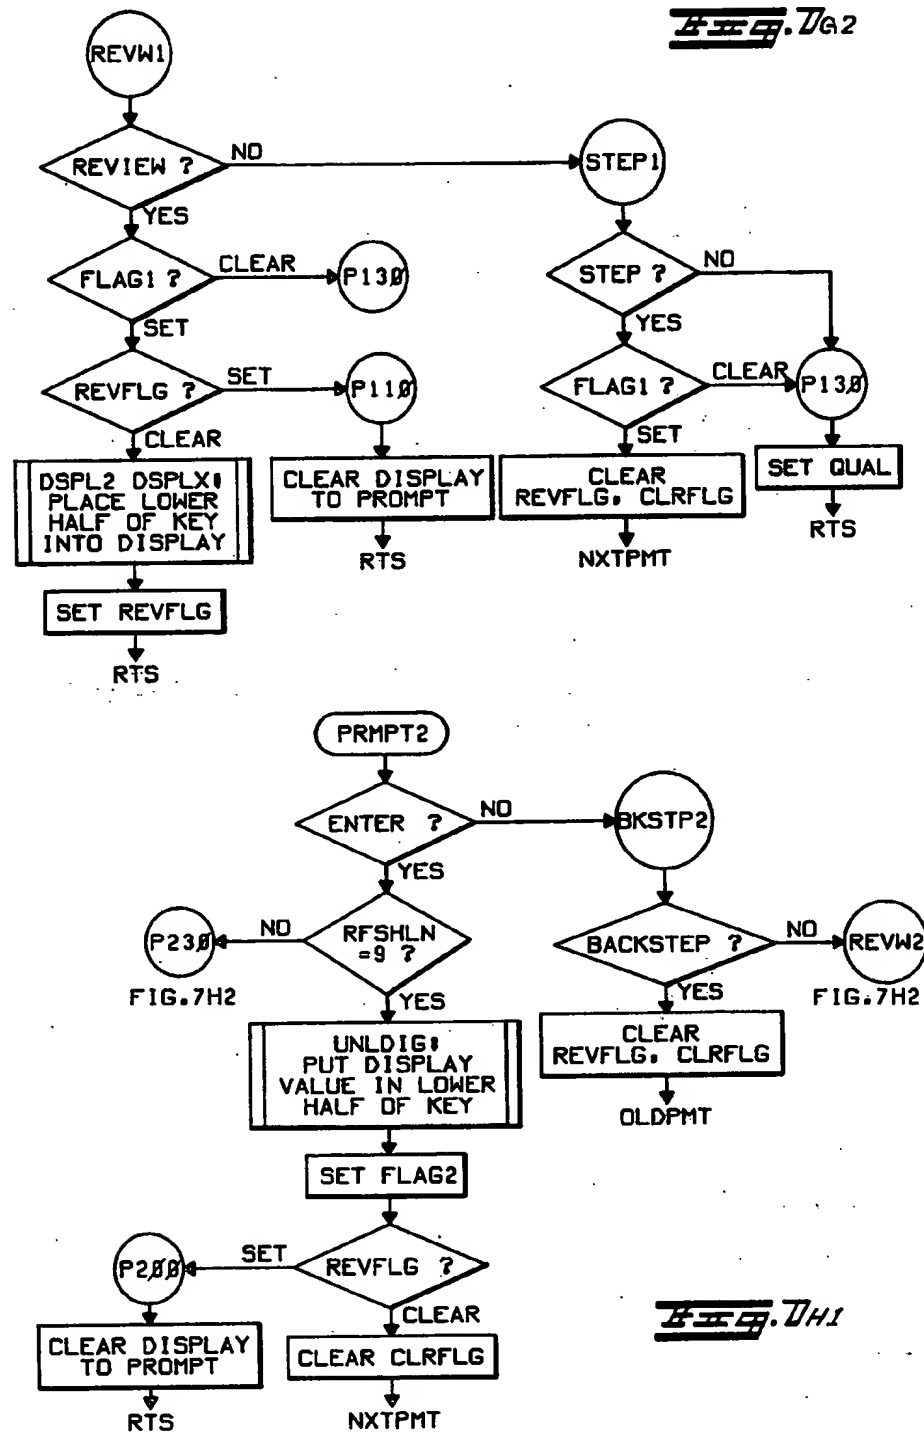 Fig. 7G2
REVW1
REVIEW ?
NO
STEP1
YES
FLAG1 ?
CLEAR
P130
STEP ?
NO
SET
YES
REVFLG ?
SET
P110
FLAG1 ?
CLEAR
P130
CLEAR
SET
DSPL2 DSPLX:
PLACE LOWER
HALF OF KEY
INTO DISPLAY
CLEAR DISPLAY
TO PROMPT
CLEAR
REVFLG, CLRFLG
SET QUAL
RTS
NXTPMT
RTS
SET REVFLG
RTS
PRMPT2
ENTER ?
NO
BKSTP2
YES
P230
NO
RFSHLN
=9 ?
BACKSTEP ?
NO
REVW2
FIG.7H2
YES
YES
FIG.7H2
UNLDIG:
PUT DISPLAY
VALUE IN LOWER
HALF OF KEY
CLEAR
REVFLG, CLRFLG
OLDPMT
SET FLAG2
P200
SET
REVFLG ?
CLEAR
Fig. 7H1
CLEAR DISPLAY
TO PROMPT
CLEAR CLRFLG
RTS
NXTPMT